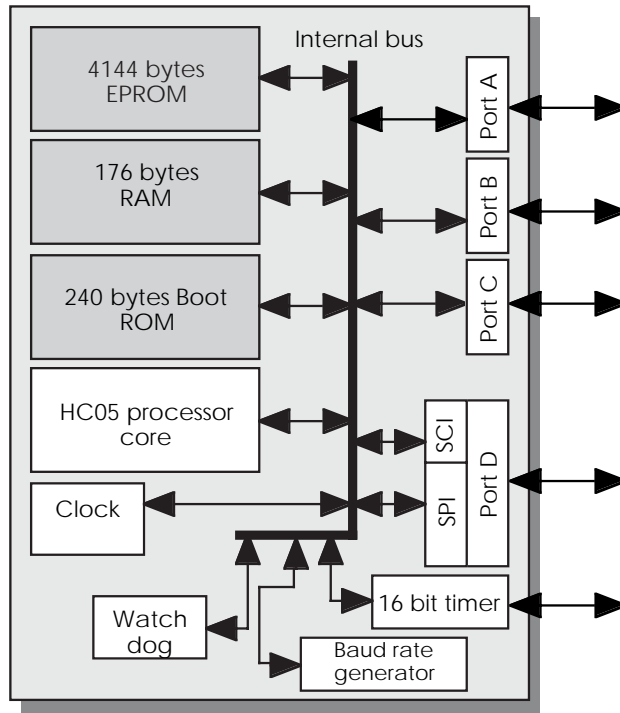 Internal bus
4144 bytes
EPROM
176 bytes
RAM
240 bytes Boot
ROM
HC05 processor
core
Clock
Watch
dog
Baud rate
generator
16 bit timer
Port A
Port B
Port C
SCI
SPI
Port D